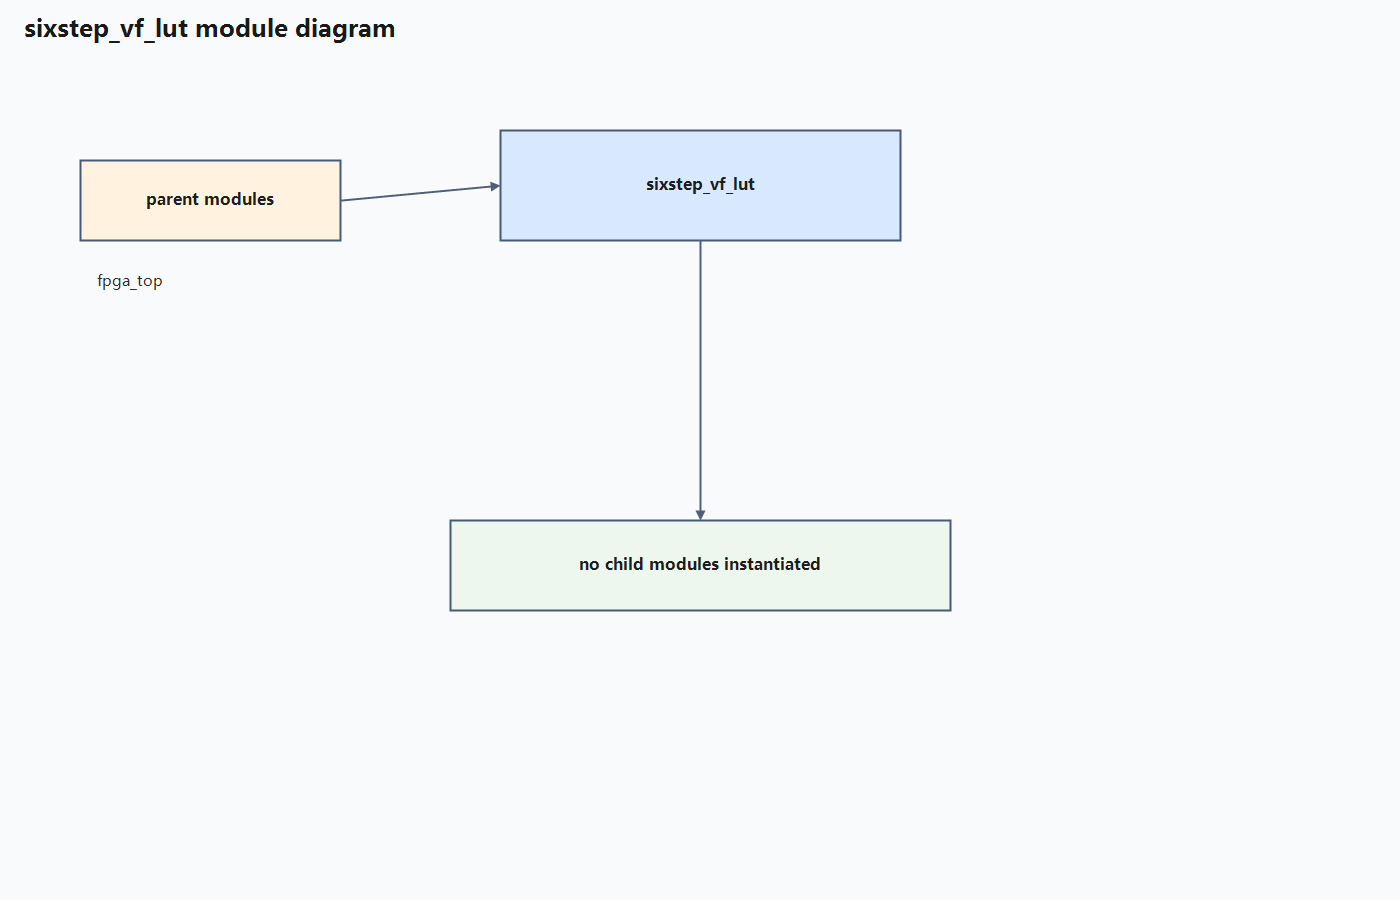 sixstep_vf_lut module diagram
parent modules
sixstep_vf_lut
fpga_top
no child modules instantiated